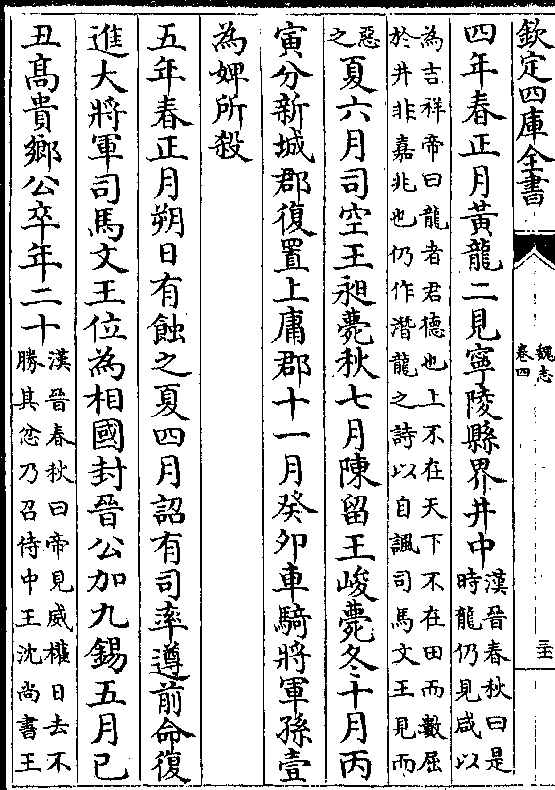 欽定四庫全書
魏志
卷四
四年春正月黃龍二見寧陵縣界井中漢晉春秋曰是
時龍仍見咸以
為吉祥帝曰龍者君德也上不在天下不在田而數屈
於井非嘉兆也仍作潛龍之詩以自諷司馬文王見而
惡
之夏六月司空王昶薨秋七月陳留王峻薨冬十月丙
寅分新城郡復置上庸郡十一月癸卯車騎將軍孫壹
為婢所殺
五年春正月朔日有蝕之夏四月詔有司率遵前命復
進大將軍司馬文王位為相國封晉公加九錫五月已
丑高貴鄉公卒年二十漢晉春秋曰帝見威權日去不
勝其忿乃召侍中王沈尚書王